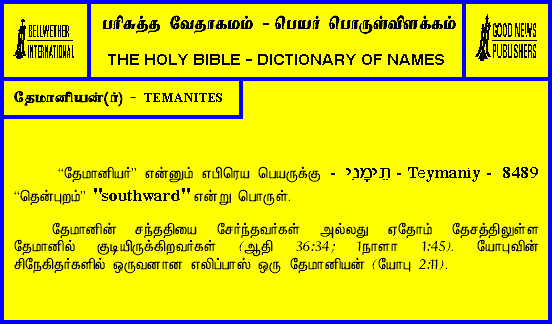 BELLWETHER
INTERNATIONAL
பரிசுத்த வேதாகமம் - பெயர் பொருள்விளக்கம்
THE HOLY BIBLE - DICTIONARY OF NAMES
GOOD NEWS
PUBLISHERS
தேமானியன்(ர்) - TEMANITES
“தேமானியர்” என்னும் எபிரெய பெயருக்கு - תֵּימָנִי - Teymaniy - 8489
“தென்புறம்” "southward" என்று பொருள்.
தேமானின் சந்ததியை சேர்ந்தவர்கள் அல்லது ஏதோம் தேசத்திலுள்ள
தேமானில் குடியிருக்கிறவர்கள் (ஆதி 36:34; 1நாளா 1:45). யோபுவின்
சிநேகிதர்களில் ஒருவனான எலிப்பாஸ் ஒரு தேமானியன் (யோபு 2:11).